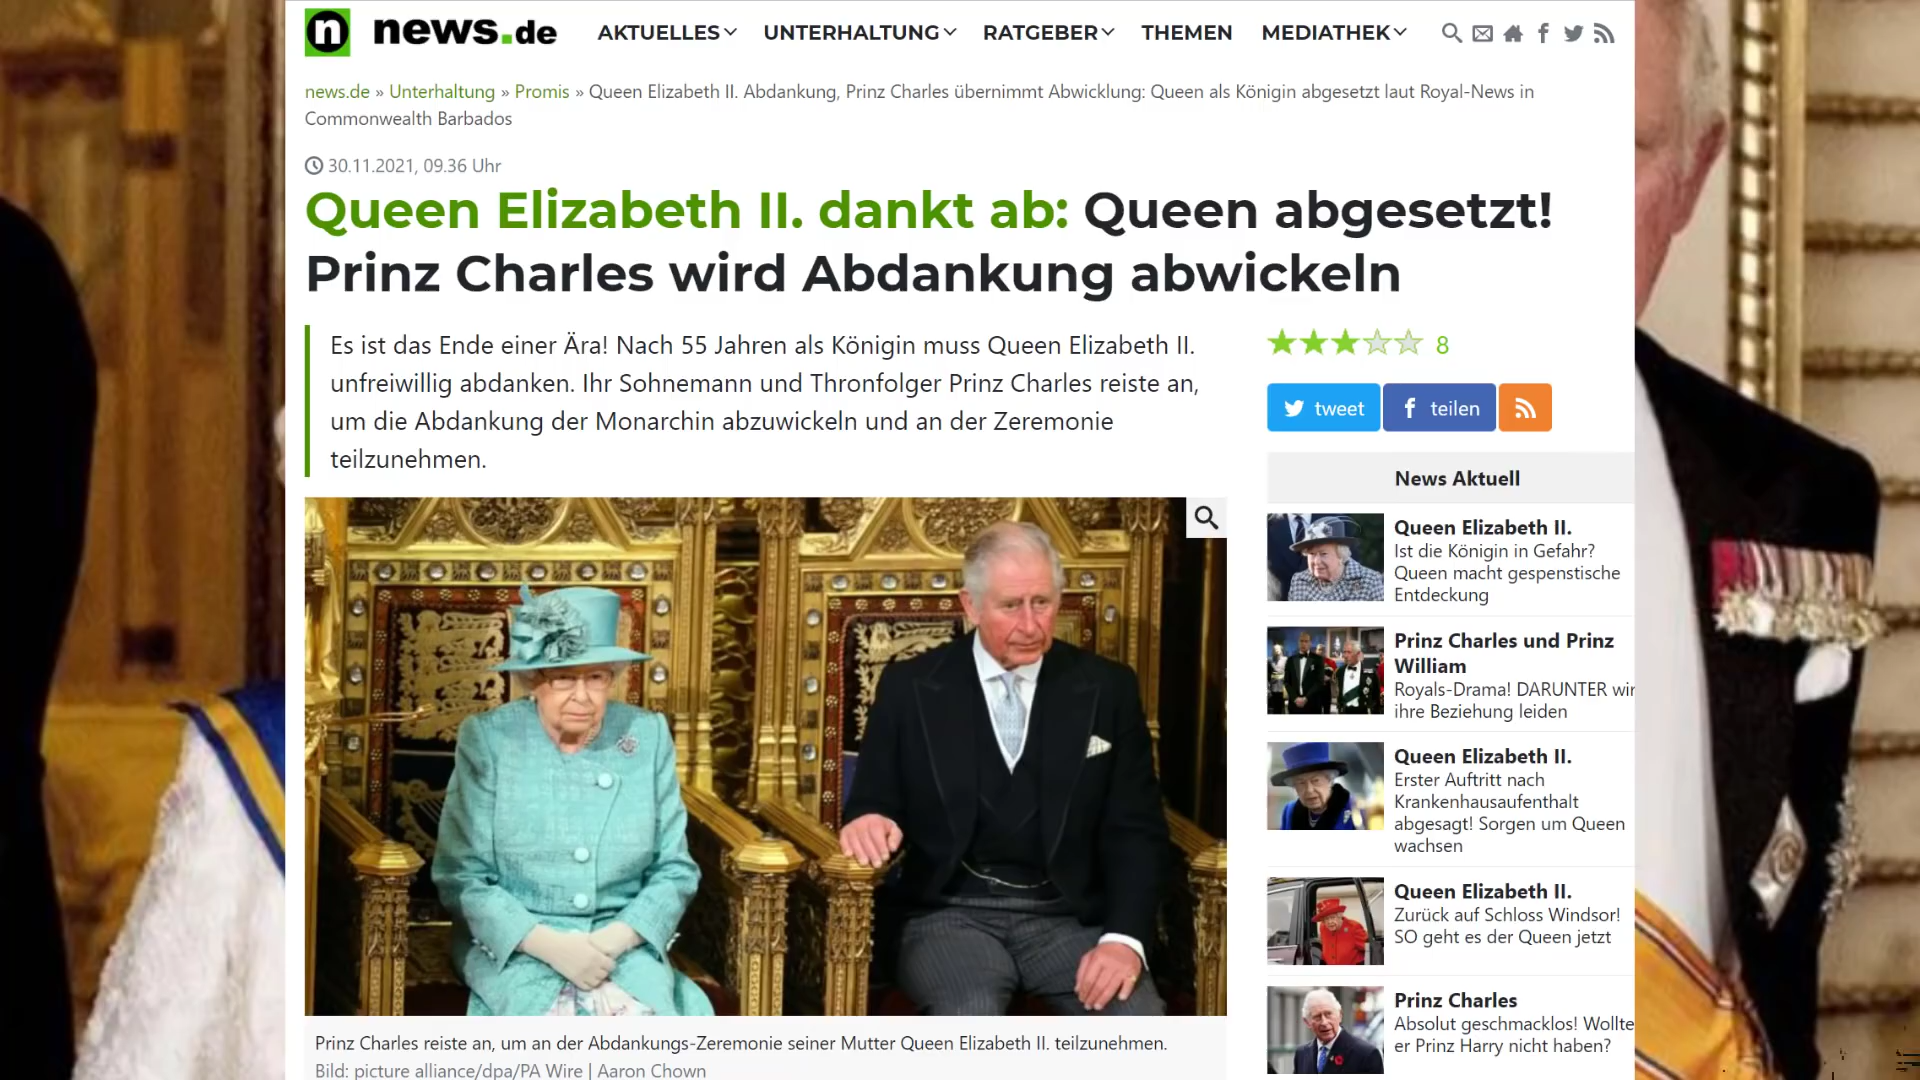 n news.de AKTUELLES UNTERHALTUNG RATGEBER THEMEN MEDIATHEK
news.de » Unterhaltung » Promis » Queen Elizabeth II. Abdankung, Prinz Charles übernimmt Abwicklung: Queen als Königin abgesetzt laut Royal-News in
Commonwealth Barbados
30.11.2021, 09.36 Uhr
Queen Elizabeth II. dankt ab: Queen abgesetzt!
Prinz Charles wird Abdankung abwickeln
Es ist das Ende einer Ära! Nach 55 Jahren als Königin muss Queen Elizabeth II.
unfreiwillig abdanken. Ihr Sohnemann und Thronfolger Prinz Charles reiste an,
um die Abdankung der Monarchin abzuwickeln und an der Zeremonie
teilzunehmen.
8
tweet teilen
News Aktuell
Queen Elizabeth II.
Ist die Königin in Gefahr?
Queen macht gespenstische
Entdeckung
Prinz Charles und Prinz
William
Royals-Drama! DARUNTER wir
ihre Beziehung leiden
Queen Elizabeth II.
Erster Auftritt nach
Krankenhausaufenthalt
abgesagt! Sorgen um Queen
wachsen
Queen Elizabeth II.
Zurück auf Schloss Windsor!
SO geht es der Queen jetzt
Prinz Charles
Absolut geschmacklos! Wollte
er Prinz Harry nicht haben?
Prinz Charles reiste an, um an der Abdankungs-Zeremonie seiner Mutter Queen Elizabeth II. teilzunehmen.
Bild: picture alliance/dpa/PA Wire | Aaron Chown